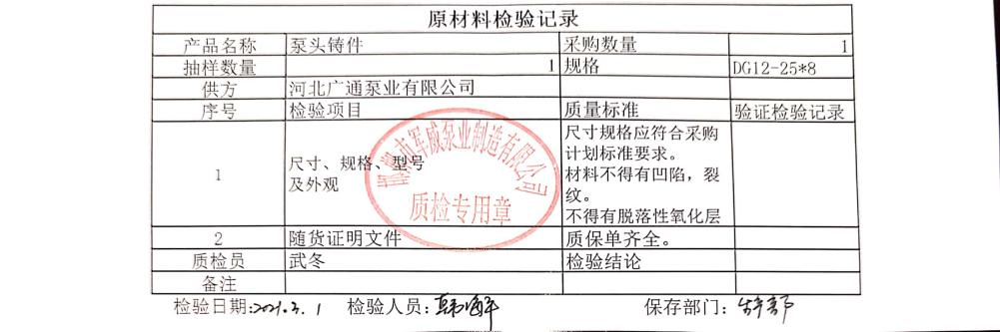 原材料检验记录
产品名称 泵头铸件 采购数量 1
抽样数量 1 规格 DG12-25*8
供方 河北广通泵业有限公司
序号 检验项目 质量标准 验证检验记录
1 尺寸、规格、型号
及外观
尺寸规格应符合采购
计划标准要求。
材料不得有凹陷，裂
纹。
不得有脱落性氧化层
市军威泵业制造有限公司
质检专用章
2 随货证明文件 质保单齐全。
质检员 武冬 检验结论
备注
检验日期:2021.3.1 检验人员: 韩海军 保存部门: